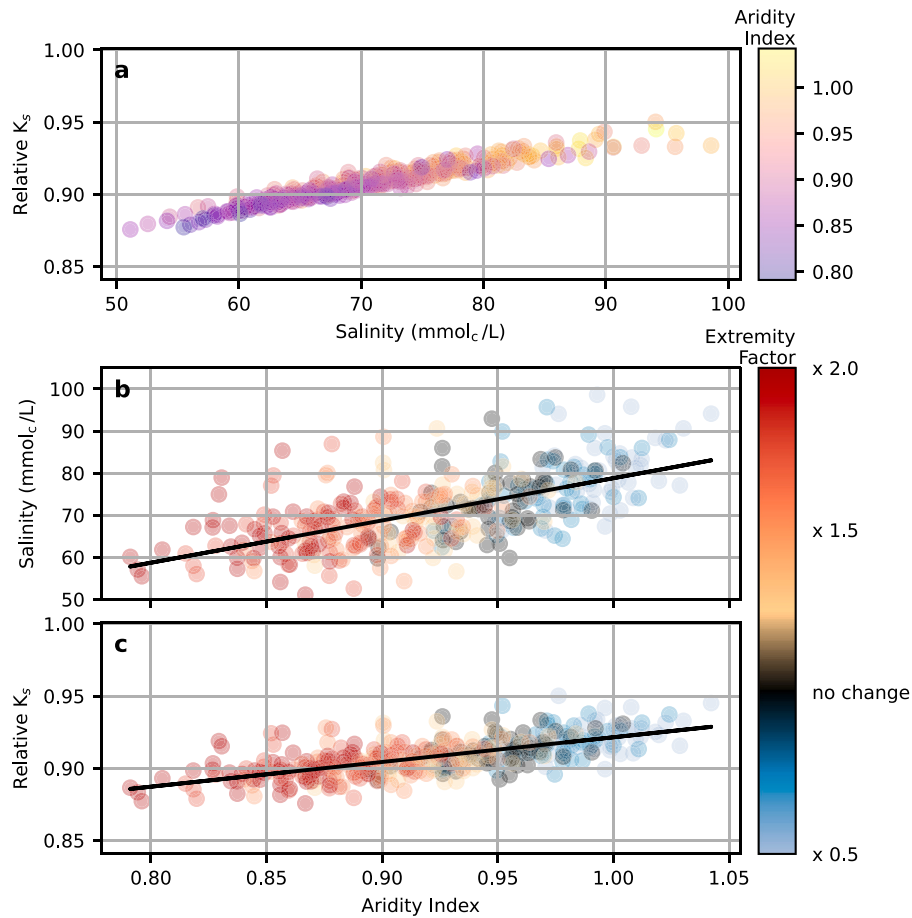 Aridity
Index
a
1.00
0.95
0.90
0.85
Relative Ks
50 60 70 80 90 100
Salinity (mmolc/L)
1.00
0.95
0.90
0.85
0.80
Extremity
Factor
b
100
90
80
70
60
50
Salinity (mmolc/L)
x 2.0
x 1.5
no change
x 0.5
c
1.00
0.95
0.90
0.85
Relative Ks
0.80 0.85 0.90 0.95 1.00 1.05
Aridity Index